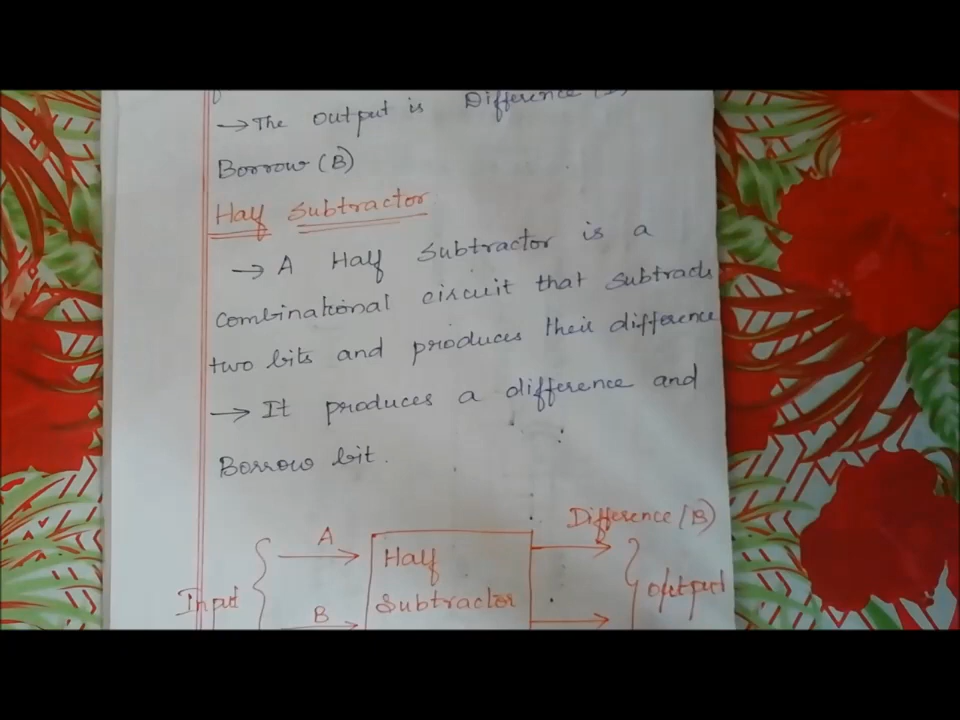 → The output is Difference
Borrow (B)
Half Subtractor
→ A Half Subtractor is a
combinational circuit that subtracts
two bits and produces their difference
→ It produces a difference and
Borrow bit.
Difference (B)
A
Half
Input
Subtractor
Output
B